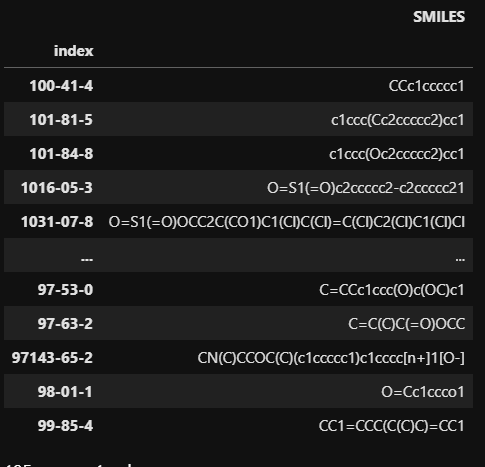 SMILES
index
100-41-4 CCc1ccccc1
101-81-5 c1ccc(Cc2ccccc2)cc1
101-84-8 c1ccc(Oc2ccccc2)cc1
1016-05-3 O=S1(=O)c2ccccc2-c2ccccc21
1031-07-8 O=S1(=O)OCC2C(CO1)C1(Cl)C(Cl)=C(Cl)C2(Cl)C1(Cl)Cl
... ...
97-53-0 C=CCc1ccc(O)c(OC)c1
97-63-2 C=C(C)C(=O)OCC
97143-65-2 CN(C)CCOC(C)(c1ccccc1)c1cccc[n+]1[O-]
98-01-1 O=Cc1ccco1
99-85-4 CC1=CCC(C(C)C)=CC1